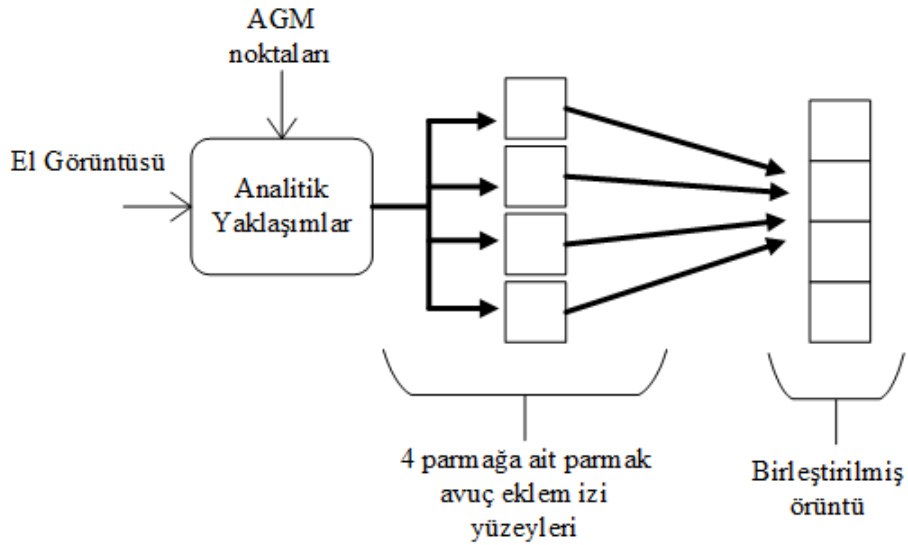 AGM
noktaları
El Görüntüsü
Analitik
Yaklaşımlar
4 parmağa ait parmak
avuç eklem izi
yüzeyleri
Birleştirilmiş
örüntü